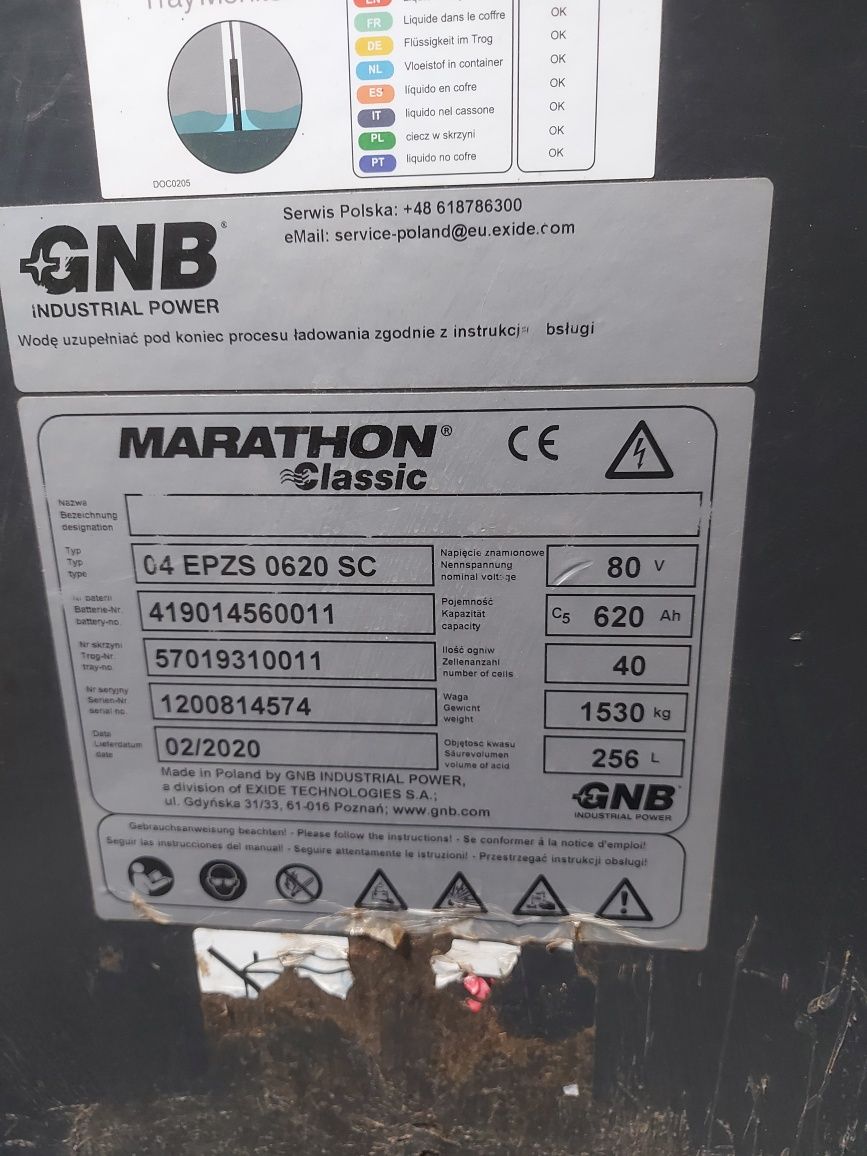 FR Liquide dans le coffre OK
DE Flüssigkeit im Trog OK
NL Vloeistof in container OK
ES líquido en cofre OK
IT liquido nel cassone OK
PL ciecz w skrzyni OK
PT liquido no cofre OK
DOC0205
GNB®
INDUSTRIAL POWER
Serwis Polska: +48 618786300
eMail: service-poland@eu.exide.com
Wodę uzupełniać pod koniec procesu ładowania zgodnie z instrukcj bsługi
MARATHON®
Classic
CE
Nazwa
Bezeichnung
designation
Typ
Typ
type
04 EPZS 0620 SC
Napięcie znamionowe
Nennspannung
nominal voltage
80 V
baterii
Batterie-Nr.
battery-no.
419014560011
Pojemność
Kapazität
capacity
C5 620 Ah
Nr skrzyni
Trog-Nr.
tray-no.
57019310011
Ilość ogniw
Zellenanzahl
number of cells
40
Nr seryjny
Serien-Nr.
serial-no.
1200814574
Waga
Gewicht
weight
1530 kg
Data
Lieferdatum
date
02/2020
Objętosc kwasu
Säurevolumen
volume of acid
256 L
Made in Poland by GNB INDUSTRIAL POWER,
a division of EXIDE TECHNOLOGIES S.A.;
ul. Gdyńska 31/33, 61-016 Poznań; www.gnb.com
GNB®
INDUSTRIAL POWER
Gebrauchsanweisung beachten! - Please follow the instructions! - Se conformer á la notice d'emploi!
Seguir las instrucciones del manual! - Seguire attentamente le istruzioni! - Przestrzegać instrukcji obsługi!